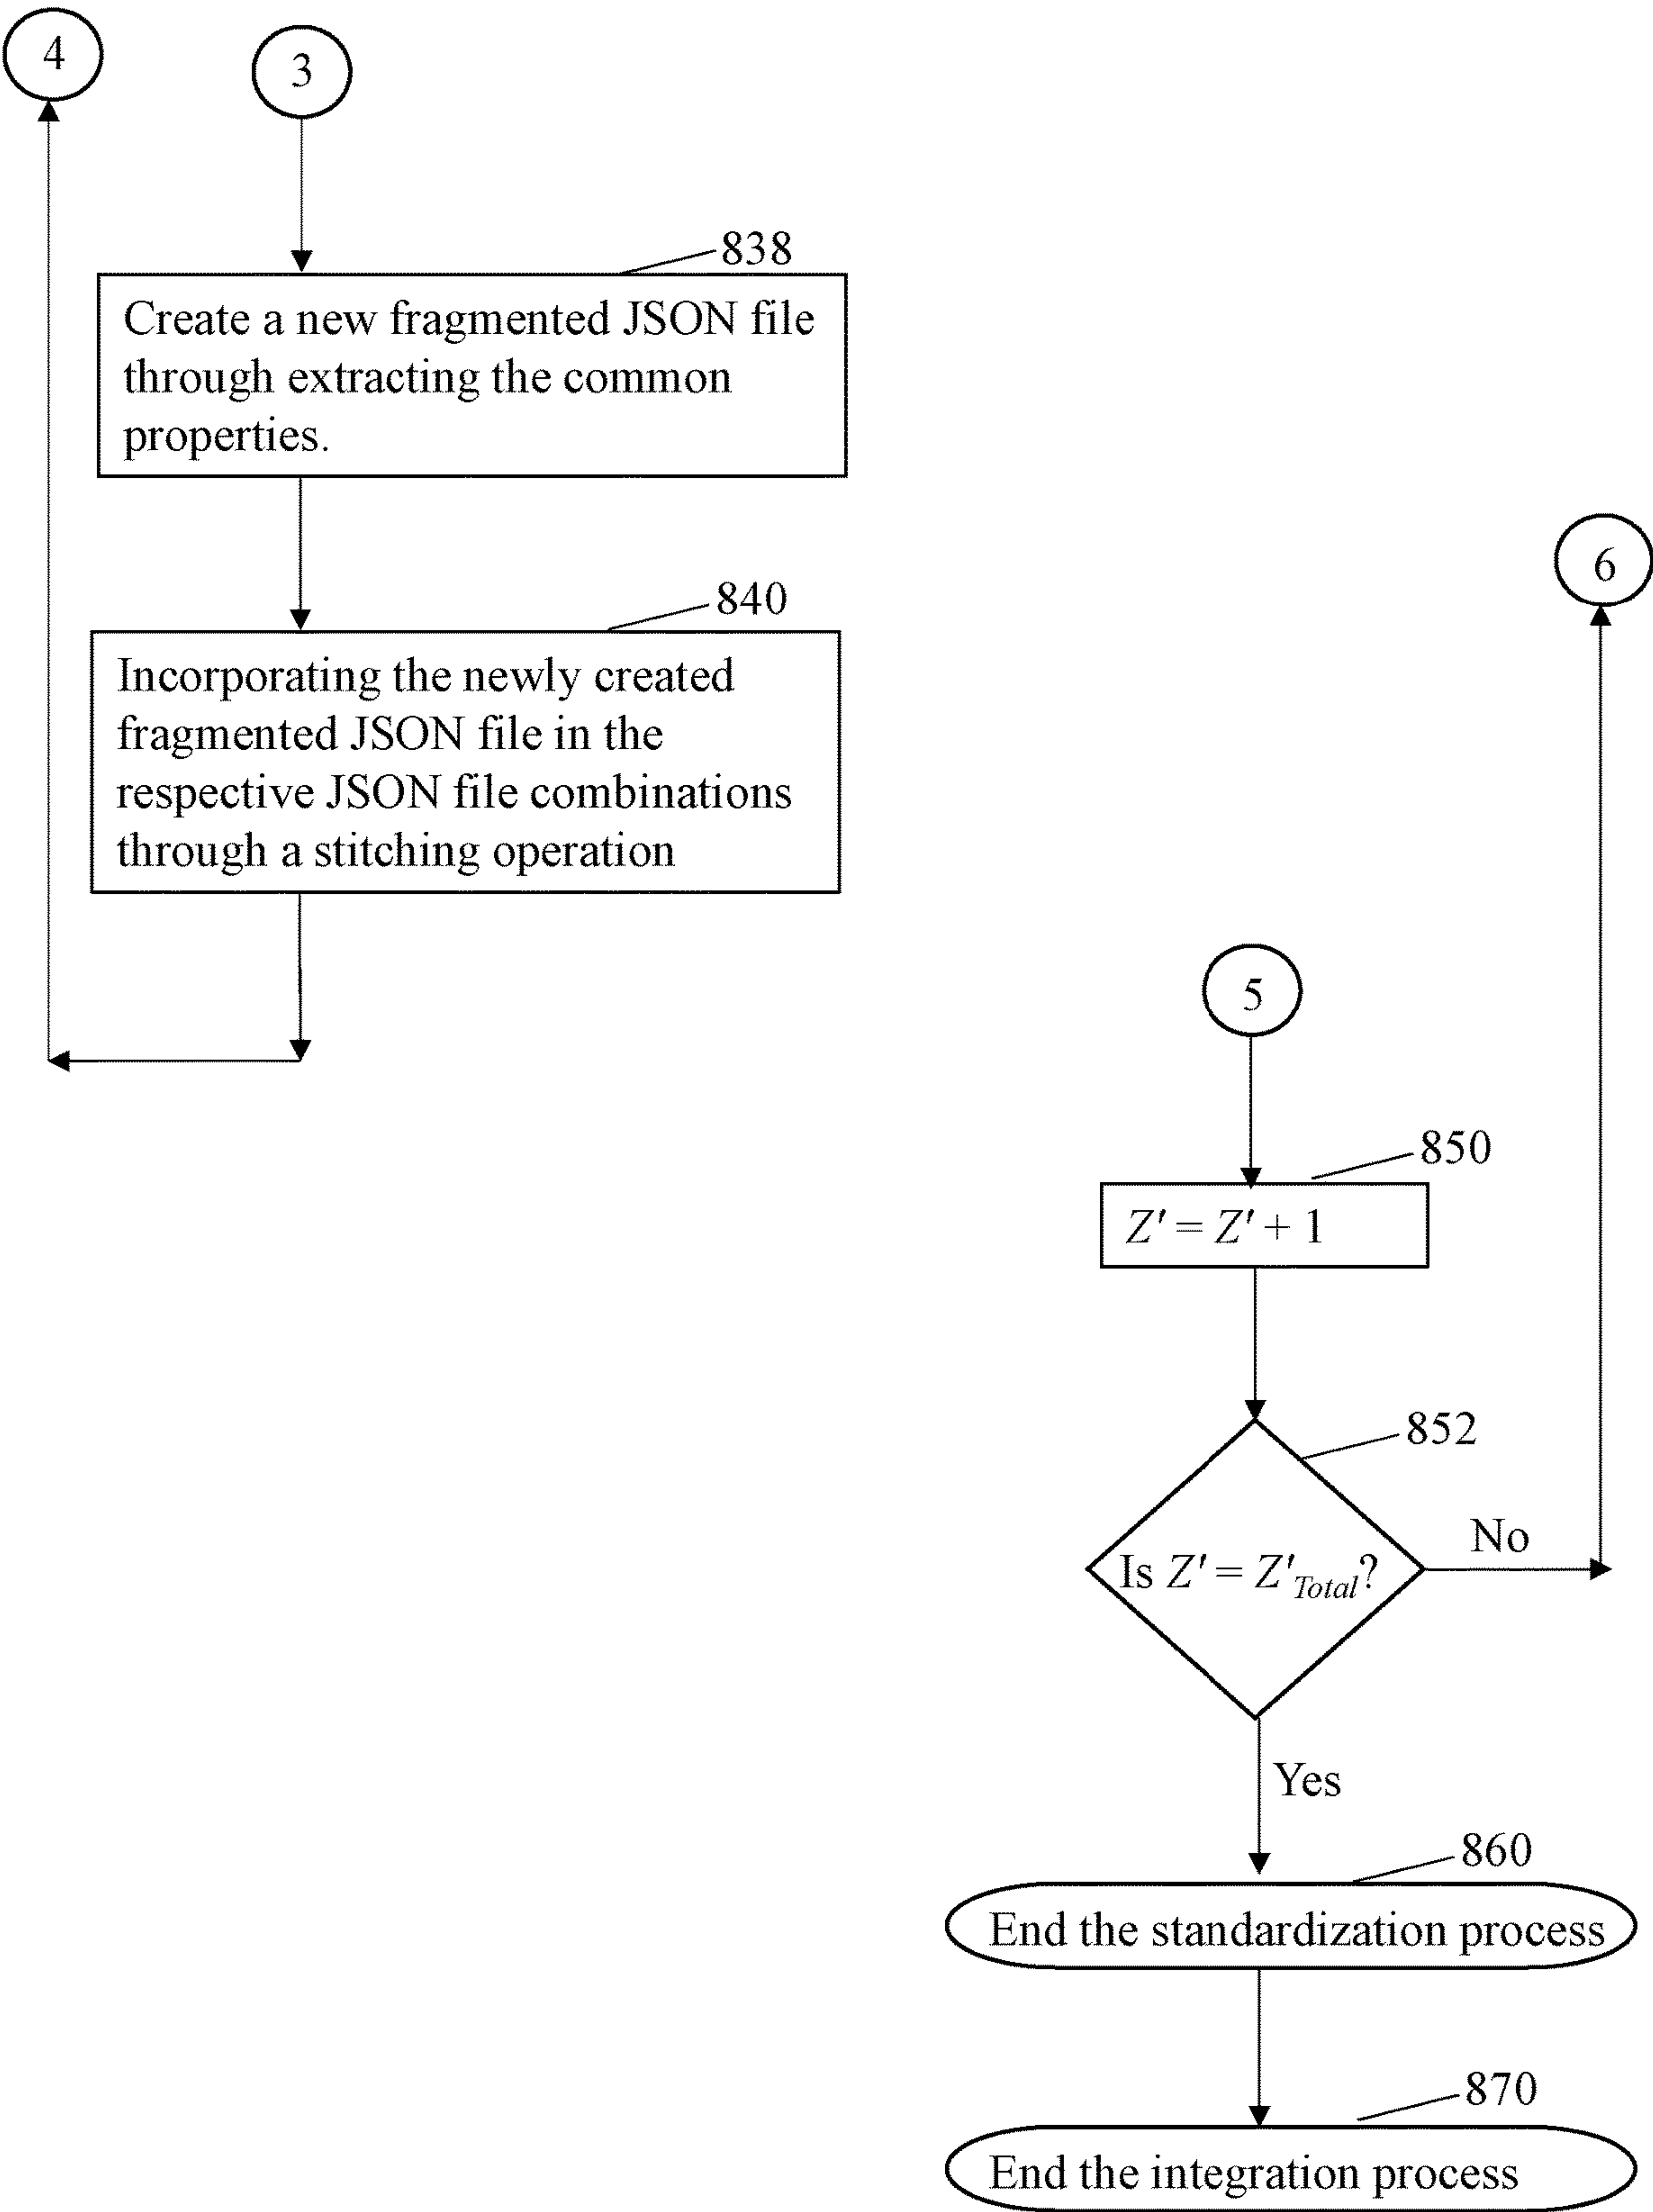 4
3
838
Create a new fragmented JSON file
through extracting the common
properties.
840
Incorporating the newly created
fragmented JSON file in the
respective JSON file combinations
through a stitching operation
6
5
850
Z' = Z' + 1
852
Is Z' = Z'Total?
No
Yes
860
End the standardization process
870
End the integration process